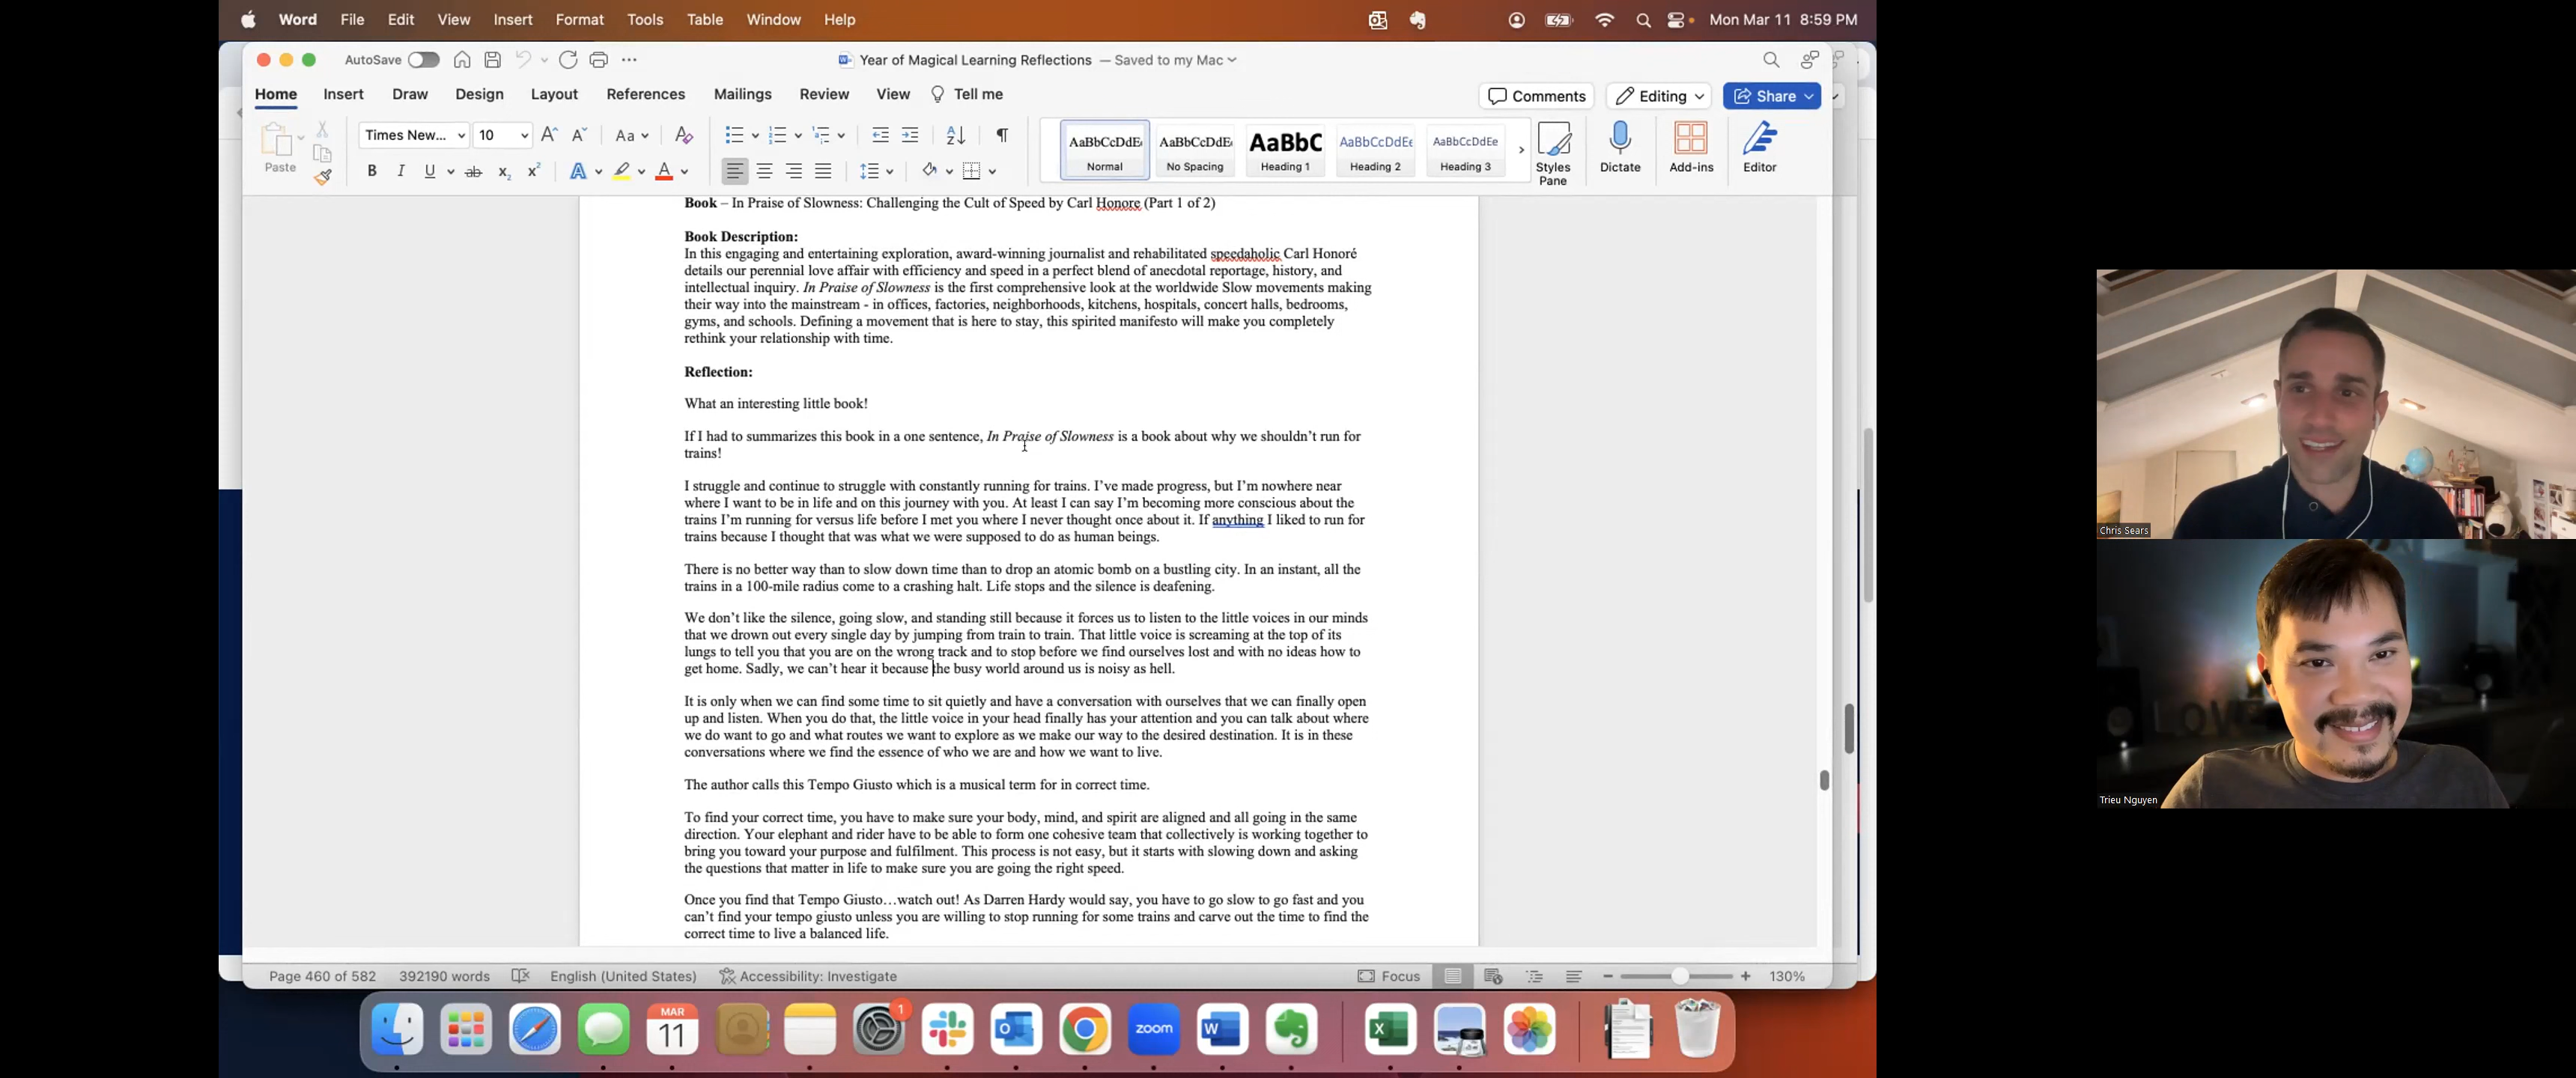 Word File Edit View Insert Format Tools Table Window Help Mon Mar 11 8:59 PM
AutoSave Year of Magical Learning Reflections — Saved to my Mac
Home Insert Draw Design Layout References Mailings Review View Tell me Comments Editing Share
Paste Times New... 10 Aa AaBbCcDdEe AaBbCcDdEe AaBbC AaBbCcDdEe AaBbCcDdEe
Normal No Spacing Heading 1 Heading 2 Heading 3 Styles Pane Dictate Add-ins Editor
Book – In Praise of Slowness: Challenging the Cult of Speed by Carl Honore (Part 1 of 2)
Book Description:
In this engaging and entertaining exploration, award-winning journalist and rehabilitated speedaholic Carl Honoré
details our perennial love affair with efficiency and speed in a perfect blend of anecdotal reportage, history, and
intellectual inquiry. In Praise of Slowness is the first comprehensive look at the worldwide Slow movements making
their way into the mainstream - in offices, factories, neighborhoods, kitchens, hospitals, concert halls, bedrooms,
gyms, and schools. Defining a movement that is here to stay, this spirited manifesto will make you completely
rethink your relationship with time.
Reflection:
What an interesting little book!
If I had to summarizes this book in a one sentence, In Praise of Slowness is a book about why we shouldn't run for
trains!
I struggle and continue to struggle with constantly running for trains. I've made progress, but I'm nowhere near
where I want to be in life and on this journey with you. At least I can say I'm becoming more conscious about the
trains I'm running for versus life before I met you where I never thought once about it. If anything I liked to run for
trains because I thought that was what we were supposed to do as human beings.
There is no better way than to slow down time than to drop an atomic bomb on a bustling city. In an instant, all the
trains in a 100-mile radius come to a crashing halt. Life stops and the silence is deafening.
We don't like the silence, going slow, and standing still because it forces us to listen to the little voices in our minds
that we drown out every single day by jumping from train to train. That little voice is screaming at the top of its
lungs to tell you that you are on the wrong track and to stop before we find ourselves lost and with no ideas how to
get home. Sadly, we can't hear it because the busy world around us is noisy as hell.
It is only when we can find some time to sit quietly and have a conversation with ourselves that we can finally open
up and listen. When you do that, the little voice in your head finally has your attention and you can talk about where
we do want to go and what routes we want to explore as we make our way to the desired destination. It is in these
conversations where we find the essence of who we are and how we want to live.
The author calls this Tempo Giusto which is a musical term for in correct time.
To find your correct time, you have to make sure your body, mind, and spirit are aligned and all going in the same
direction. Your elephant and rider have to be able to form one cohesive team that collectively is working together to
bring you toward your purpose and fulfilment. This process is not easy, but it starts with slowing down and asking
the questions that matter in life to make sure you are going the right speed.
Once you find that Tempo Giusto…watch out! As Darren Hardy would say, you have to go slow to go fast and you
can't find your tempo giusto unless you are willing to stop running for some trains and carve out the time to find the
correct time to live a balanced life.
Page 460 of 582 392190 words English (United States) Accessibility: Investigate Focus 130%
MAR
11
1
zoom
Chris Sears
LOVE
Trieu Nguyen